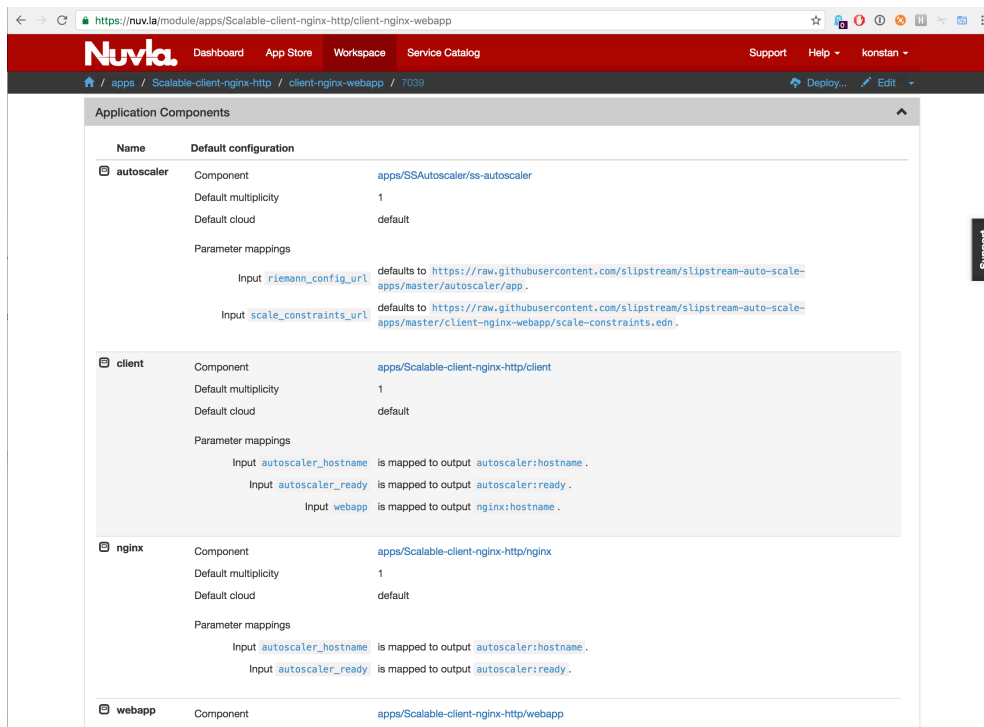 https://nuv.la/module/apps/Scalable-client-nginx-http/client-nginx-webapp
0
Nuvla. Dashboard App Store Workspace Service Catalog Support Help konstan
/ apps / Scalable-client-nginx-http / client-nginx-webapp / 7039 Deploy... Edit
Application Components
Name Default configuration
autoscaler
Component apps/SSAutoscaler/ss-autoscaler
Default multiplicity 1
Default cloud default
Parameter mappings
Input riemann_config_url defaults to https://raw.githubusercontent.com/slipstream/slipstream-auto-scale-
apps/master/autoscaler/app .
Input scale_constraints_url defaults to https://raw.githubusercontent.com/slipstream/slipstream-auto-scale-
apps/master/client-nginx-webapp/scale-constraints.edn .
client
Component apps/Scalable-client-nginx-http/client
Default multiplicity 1
Default cloud default
Parameter mappings
Input autoscaler_hostname is mapped to output autoscaler:hostname .
Input autoscaler_ready is mapped to output autoscaler:ready .
Input webapp is mapped to output nginx:hostname .
nginx
Component apps/Scalable-client-nginx-http/nginx
Default multiplicity 1
Default cloud default
Parameter mappings
Input autoscaler_hostname is mapped to output autoscaler:hostname .
Input autoscaler_ready is mapped to output autoscaler:ready .
webapp
Component apps/Scalable-client-nginx-http/webapp
Support